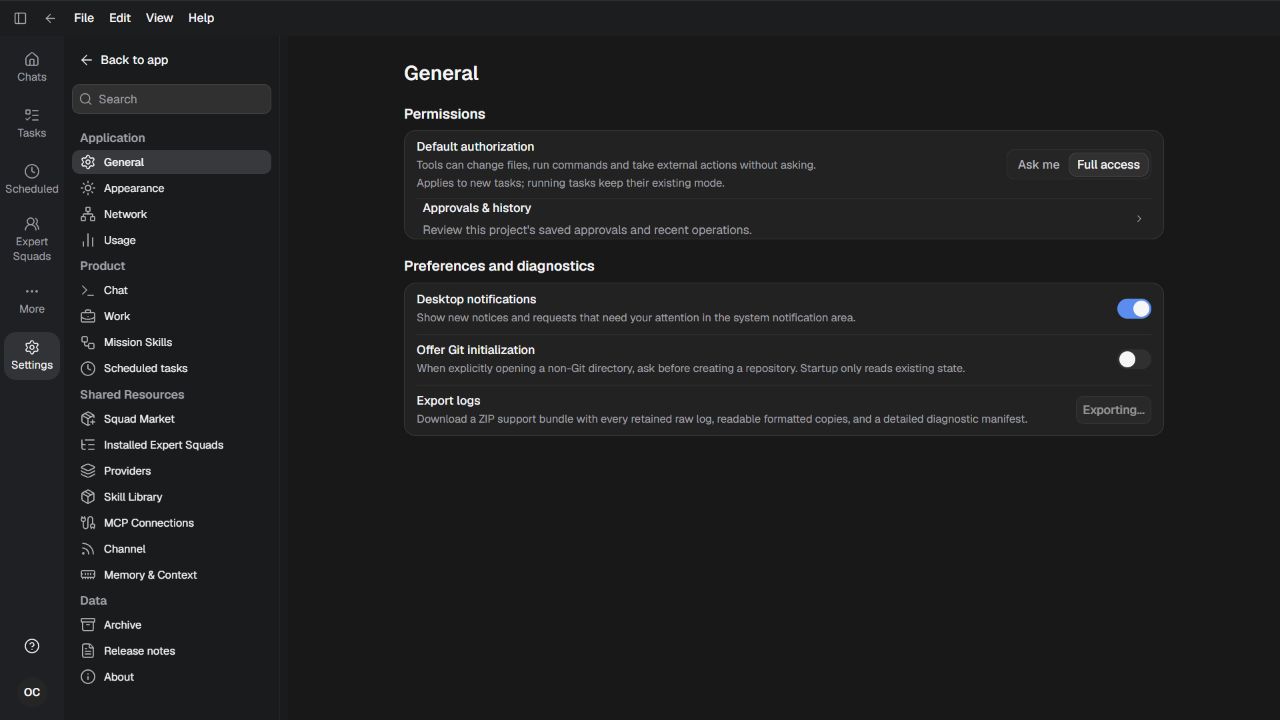 File Edit View Help
Chats
Tasks
Scheduled
Expert
Squads
More
Settings
OC
Back to app
Search
Application
General
Appearance
Network
Usage
Product
Chat
Work
Mission Skills
Scheduled tasks
Shared Resources
Squad Market
Installed Expert Squads
Providers
Skill Library
MCP Connections
Channel
Memory & Context
Data
Archive
Release notes
About
General
Permissions
Default authorization
Tools can change files, run commands and take external actions without asking.
Applies to new tasks; running tasks keep their existing mode.
Ask me Full access
Approvals & history
Review this project's saved approvals and recent operations.
Preferences and diagnostics
Desktop notifications
Show new notices and requests that need your attention in the system notification area.
Offer Git initialization
When explicitly opening a non-Git directory, ask before creating a repository. Startup only reads existing state.
Export logs
Download a ZIP support bundle with every retained raw log, readable formatted copies, and a detailed diagnostic manifest.
Exporting...